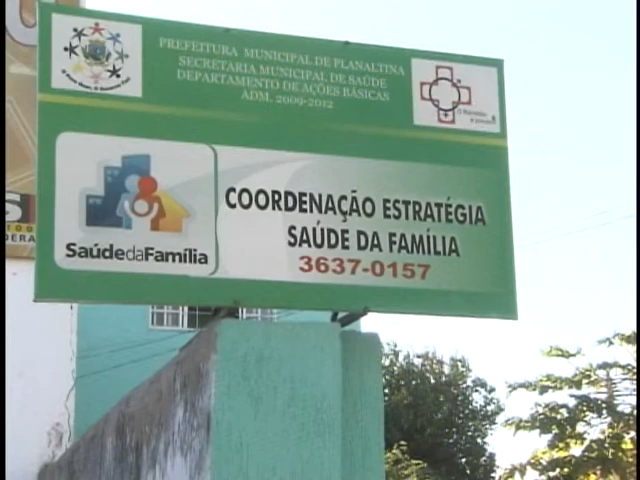 PREFEITURA MUNICIPAL DE PLANALTINA
SECRETARIA MUNICIPAL DE SAÚDE
DEPARTAMENTO DE AÇÕES BÁSICAS
ADM. 2009-2012
SaúdedaFamília
COORDENAÇÃO ESTRATÉGIA
SAÚDE DA FAMÍLIA
3637-0157